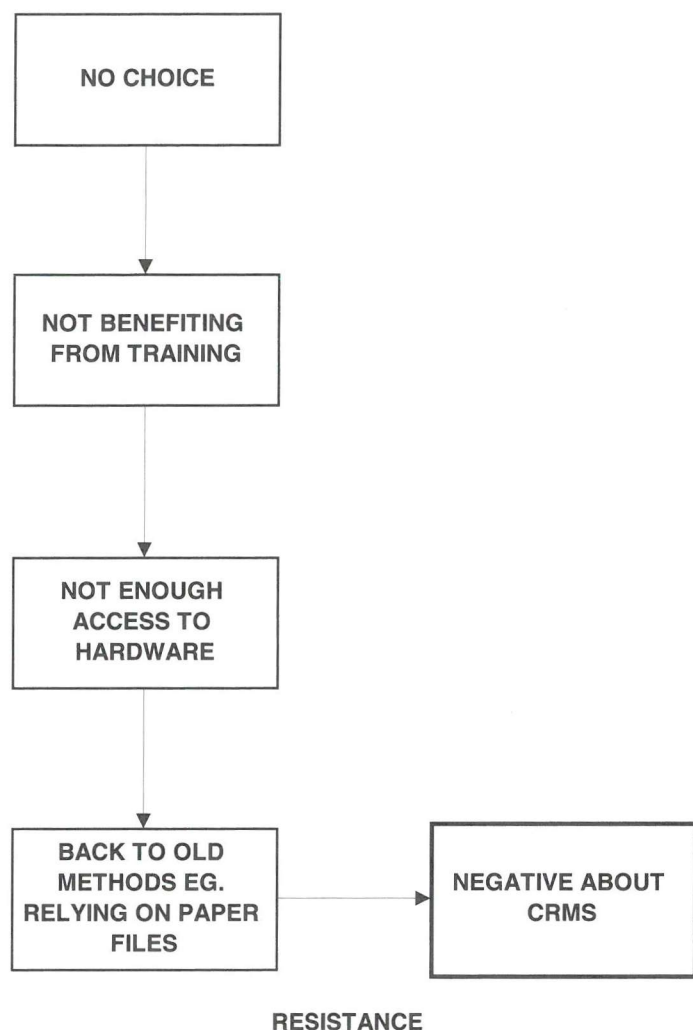 NO CHOICE
NOT BENEFITING
FROM TRAINING
NOT ENOUGH
ACCESS TO
HARDWARE
BACK TO OLD
METHODS EG.
RELYING ON PAPER
FILES
NEGATIVE ABOUT
CRMS
RESISTANCE